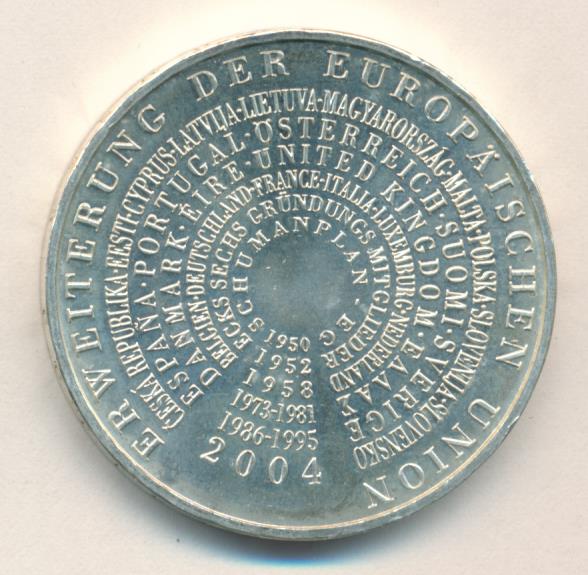 ERWEITERUNG DER EUROPÄISCHEN UNION
ČESKÁ REPUBLIKA·EESTI·CYPRUS·LATVIJA·LIETUVA·MAGYARORSZÁG·MALTA·POLSKA·SLOVENIJA·SLOVENSKO
ESPAÑA·PORTUGAL·ÖSTERREICH·SUOMI·SVERIGE
DANMARK·ÉIRE·UNITED KINGDOM·ΕΛΛΑΣ
BELGIEN·DEUTSCHLAND·FRANCE·ITALIA·LUXEMBURG·NEDERLAND
SECHS GRÜNDUNGS MITGLIEDER
SCHUMANPLAN - EG
1950
1952
1958
1973-1981
1986-1995
2004